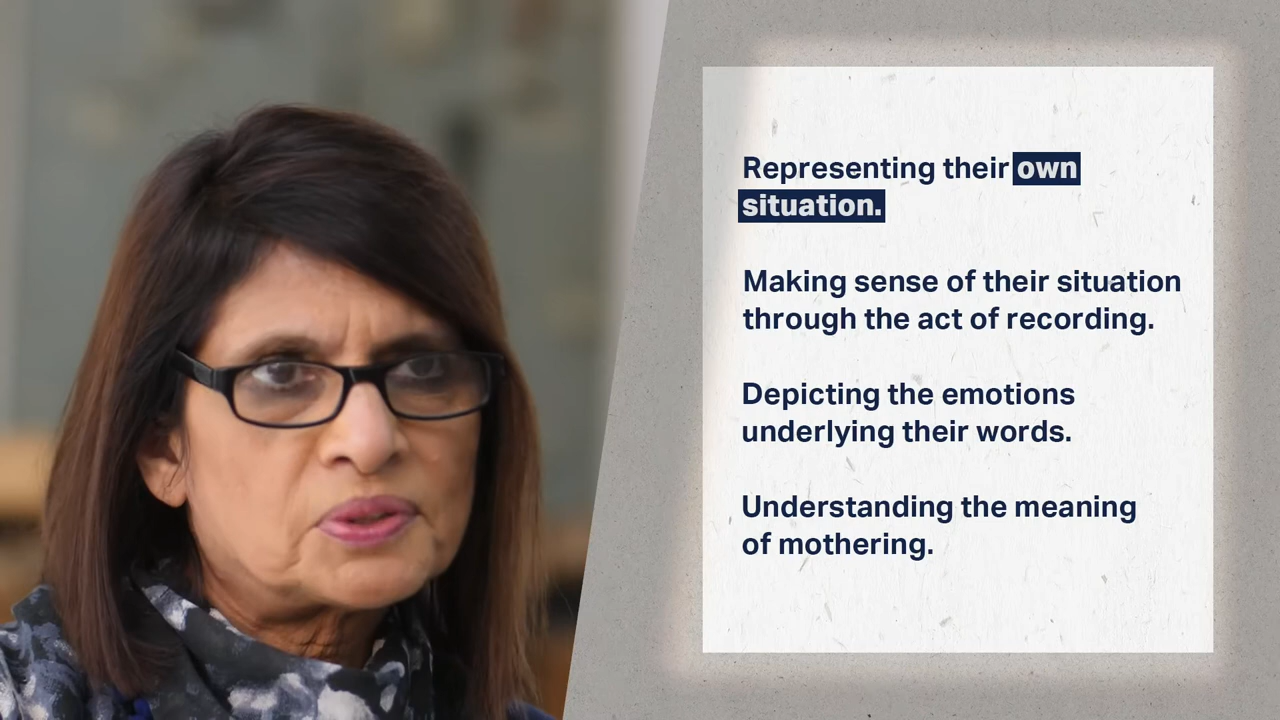 Representing their own
situation.
Making sense of their situation
through the act of recording.
Depicting the emotions
underlying their words.
Understanding the meaning
of mothering.